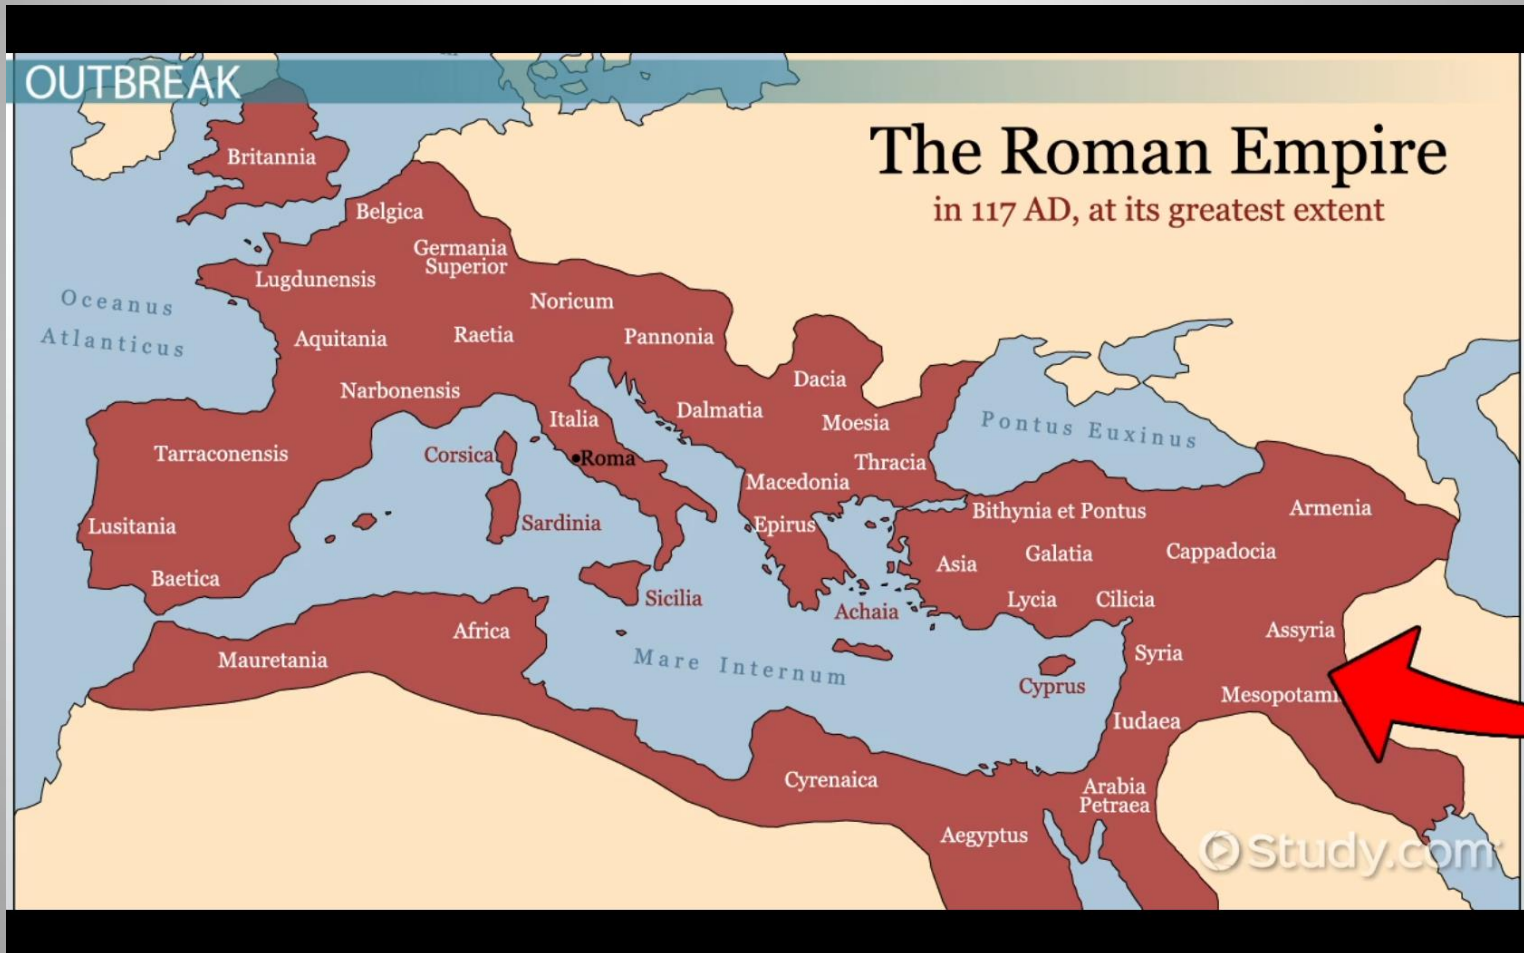 OUTBREAK
The Roman Empire
in 117 AD, at its greatest extent
Britannia
Belgica
Germania
Superior
Lugdunensis
Oceanus
Atlanticus
Noricum
Aquitania
Raetia
Pannonia
Narbonensis
Dacia
Italia
Dalmatia
Moesia
Pontus Euxinus
Tarraconensis
Corsica
Roma
Thracia
Macedonia
Lusitania
Sardinia
Epirus
Bithynia et Pontus
Armenia
Baetica
Asia
Galatia
Cappadocia
Sicilia
Achaia
Lycia
Cilicia
Africa
Assyria
Mauretania
Mare Internum
Cyprus
Syria
Mesopotami
Iudaea
Cyrenaica
Arabia
Petraea
Aegyptus
Study.com